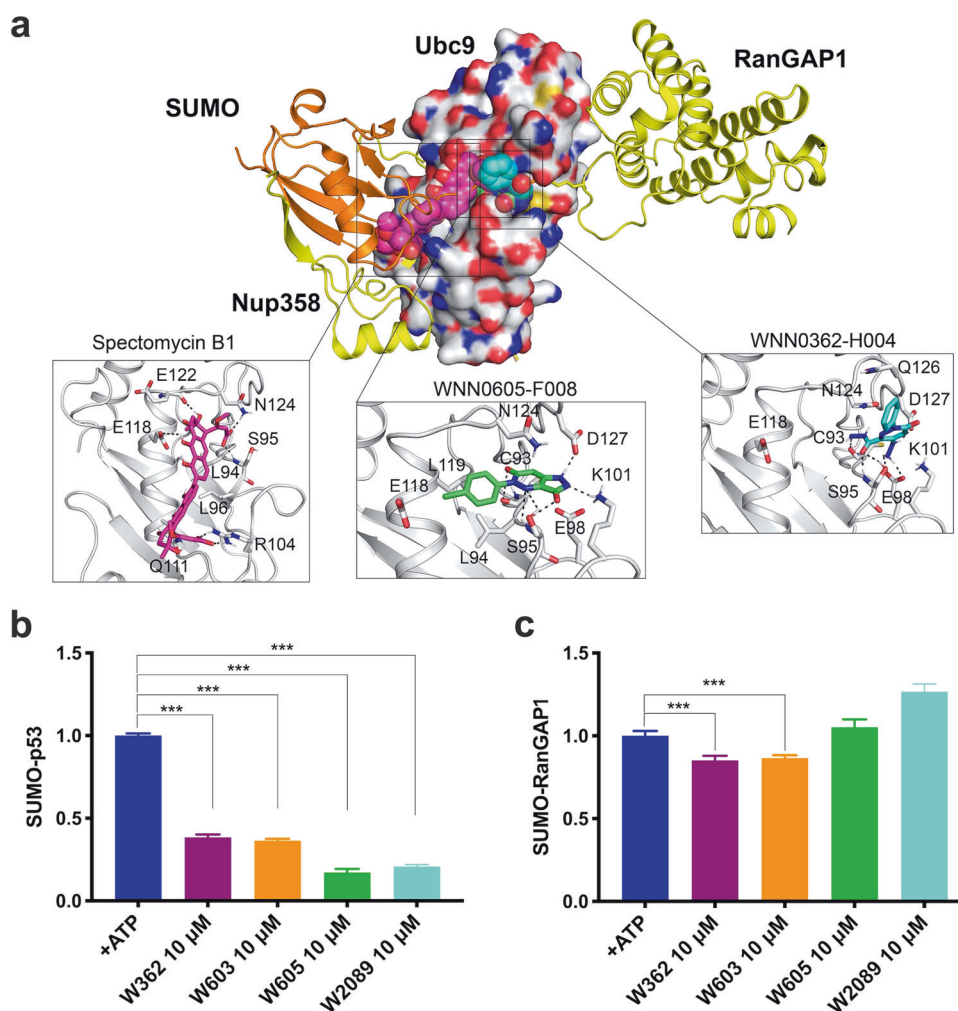 a
Ubc9
RanGAP1
SUMO
Nup358
Spectomycin B1
E122
N124
E118
S95
L94
L96
R104
Q111
WNN0605-F008
N124
D127
C93
L119
K101
E118
E98
L94
S95
WNN0362-H004
Q126
N124
D127
C93
E118
K101
S95
E98
b
SUMO-p53
1.5
1.0
0.5
0.0
***
***
***
***
+ATP
W362 10 µM
W603 10 µM
W605 10 µM
W2089 10 µM
c
SUMO-RanGAP1
1.5
1.0
0.5
0.0
***
***
+ATP
W362 10 µM
W603 10 µM
W605 10 µM
W2089 10 µM